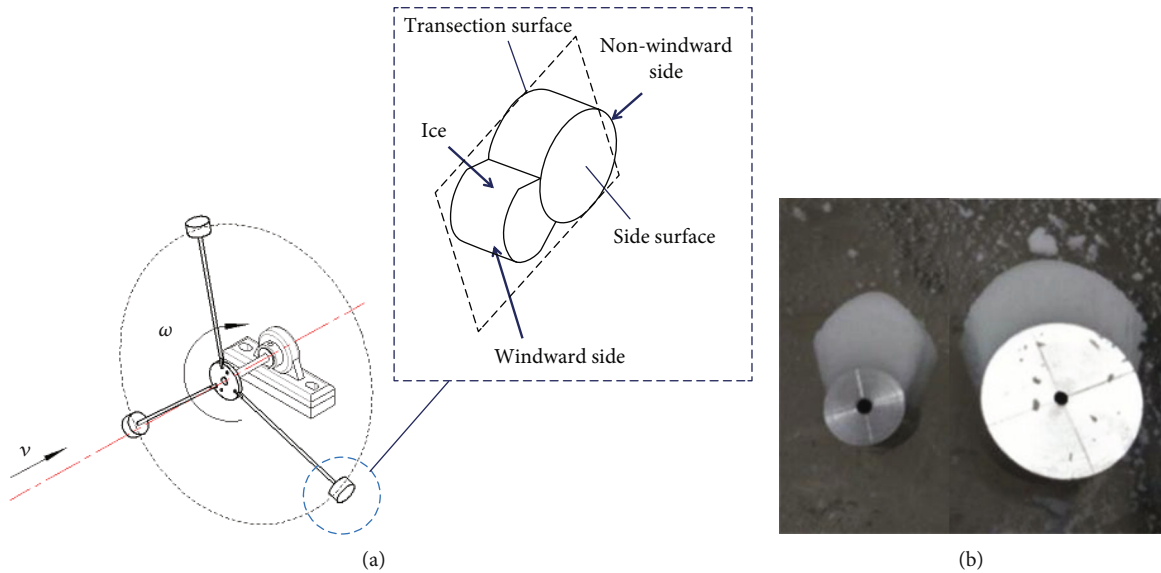 Transection surface
Non-windward
side
Ice
Side surface
Windward side
ω
v
(a)
(b)